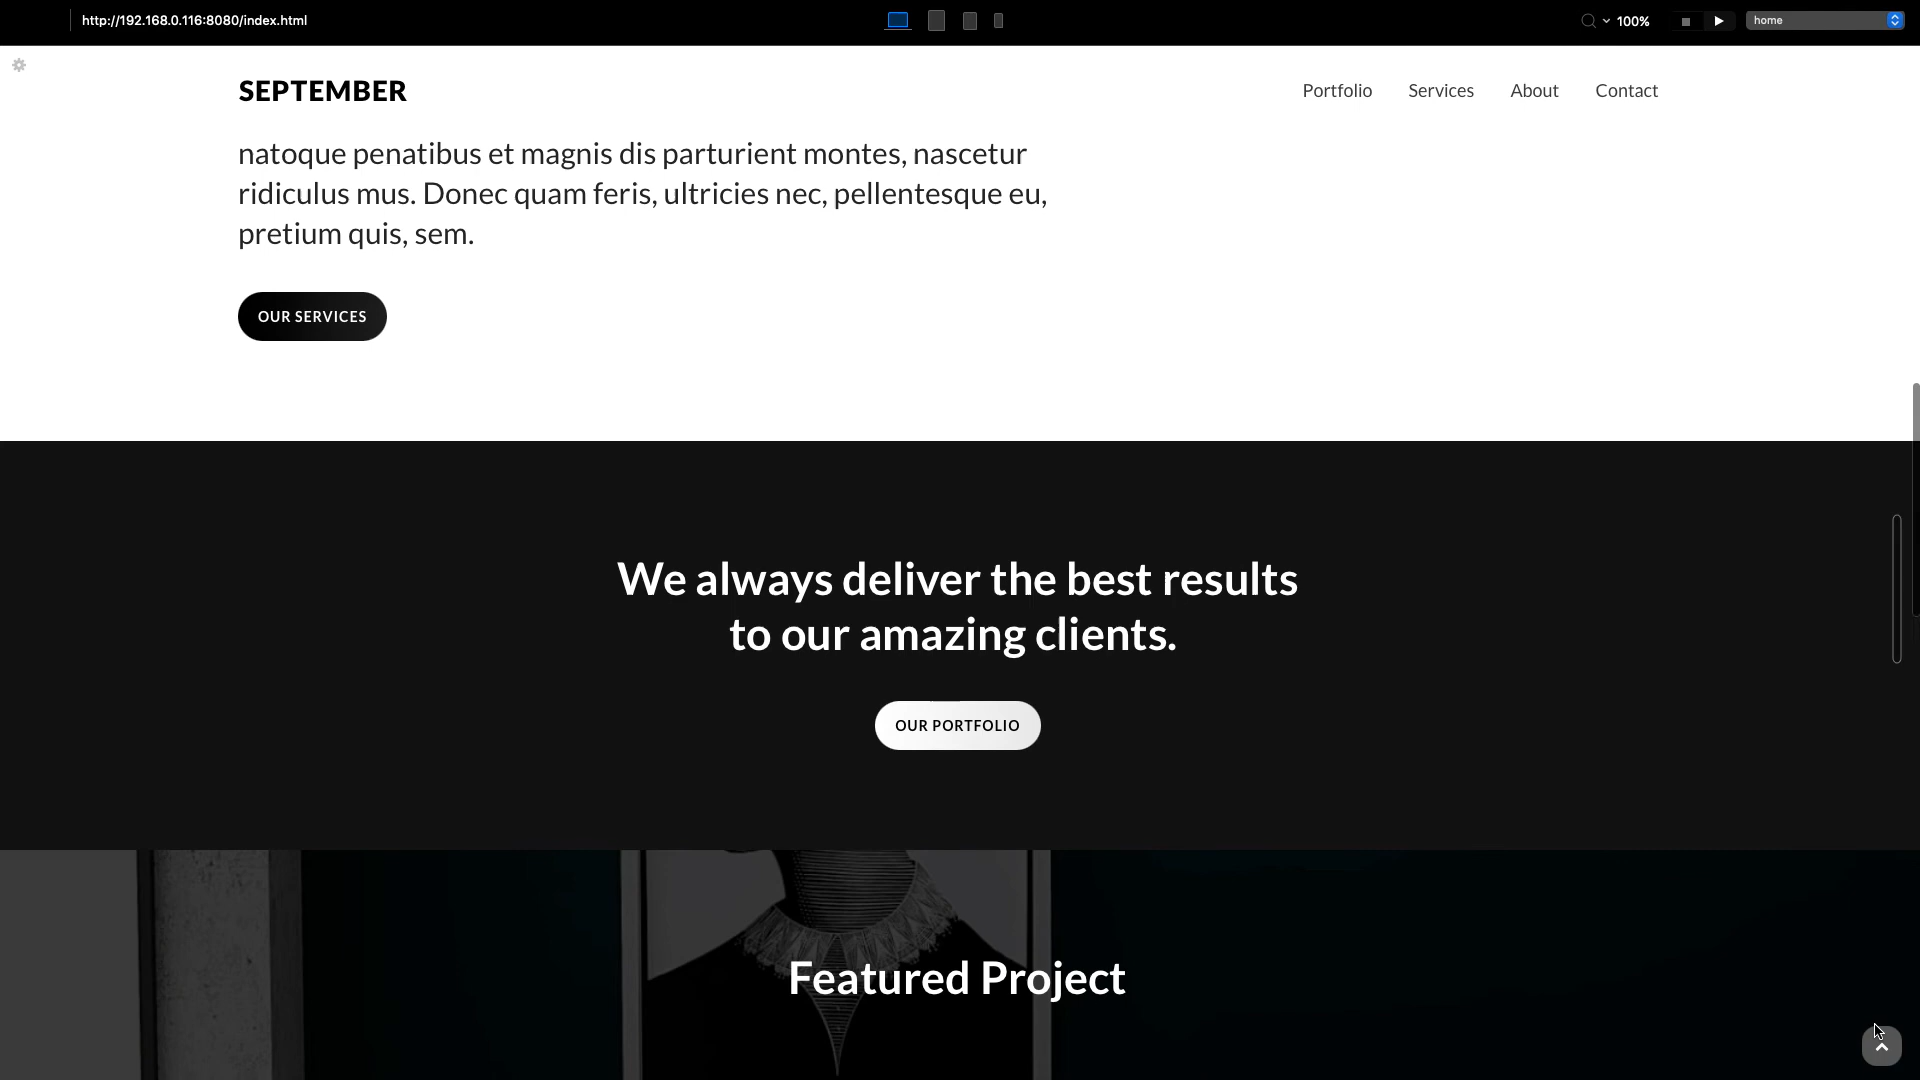 http://192.168.0.116:8080/index.html
100%
home
SEPTEMBER
Portfolio
Services
About
Contact
natoque penatibus et magnis dis parturient montes, nascetur
ridiculus mus. Donec quam feris, ultricies nec, pellentesque eu,
pretium quis, sem.
OUR SERVICES
We always deliver the best results
to our amazing clients.
OUR PORTFOLIO
Featured Project